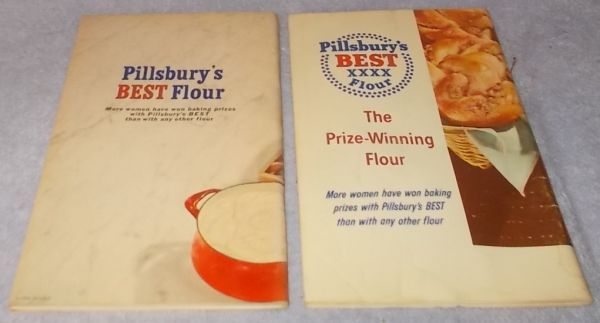 Pillsbury's
BEST Flour
More women have won baking prizes
with Pillsbury's BEST
than with any other flour
Pillsbury's
BEST
XXXX
Flour
The
Prize-Winning
Flour
More women have won baking
prizes with Pillsbury's BEST
than with any other flour